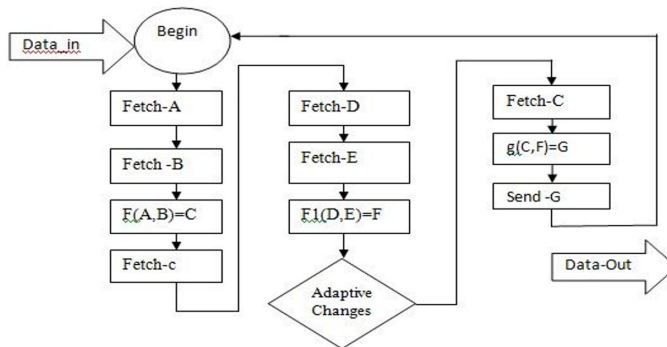 Data_in
Begin
Fetch-A
Fetch -B
F(A,B)=C
Fetch-c
Fetch-D
Fetch-E
F1(D,E)=F
Adaptive
Changes
Fetch-C
g(C,F)=G
Send -G
Data-Out